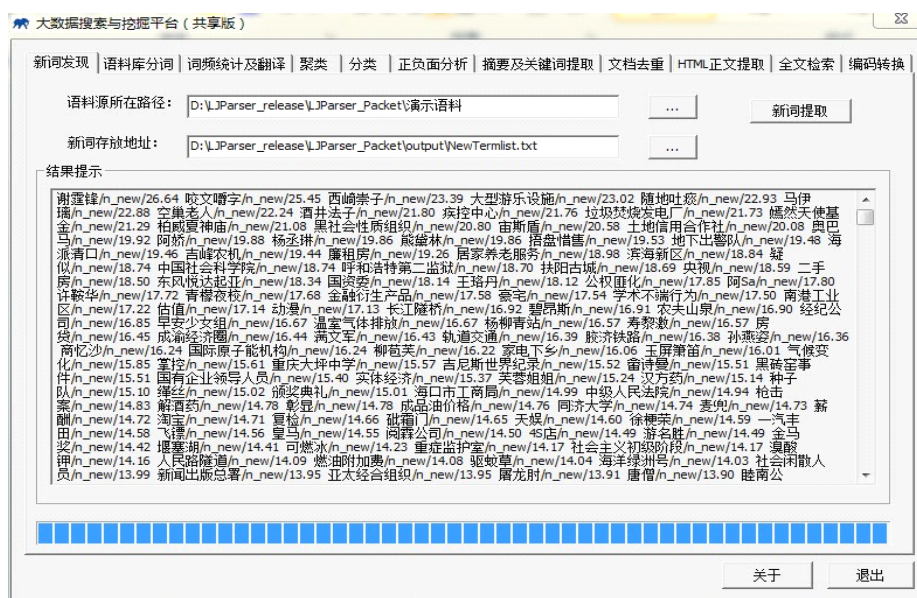 大数据搜索与挖掘平台（共享版）
新词发现 语料库分词 词频统计及翻译 聚类 分类 正负面分析 摘要及关键词提取 文档去重 HTML正文提取 全文检索 编码转换
语料源所在路径： D:\LJParser_release\LJParser_Packet\演示语料 ... 新词提取
新词存放地址： D:\LJParser_release\LJParser_Packet\output\NewTermlist.txt ...
结果提示
谢霆锋/n_new/26.64 咬文嚼字/n_new/25.45 西崎崇子/n_new/23.39 大型游乐设施/n_new/23.02 随地吐痰/n_new/22.93 马伊
璃/n_new/22.88 空巢老人/n_new/22.24 酒井法子/n_new/21.80 疾控中心/n_new/21.76 垃圾焚烧发电厂/n_new/21.73 嫣然天使基
金/n_new/21.29 柏威夏神庙/n_new/21.08 黑社会性质组织/n_new/20.80 宙斯盾/n_new/20.58 土地信用合作社/n_new/20.08 奥巴
马/n_new/19.92 阿娇/n_new/19.88 杨丞琳/n_new/19.86 熊黛林/n_new/19.86 捂盘惜售/n_new/19.53 地下出警队/n_new/19.48 海
派清口/n_new/19.46 吉峰农机/n_new/19.44 廉租房/n_new/19.26 居家养老服务/n_new/18.98 滨海新区/n_new/18.84 疑
似/n_new/18.74 中国社会科学院/n_new/18.74 呼和浩特第二监狱/n_new/18.70 扶阳古城/n_new/18.69 央视/n_new/18.59 二手
房/n_new/18.50 东风悦达起亚/n_new/18.34 国资委/n_new/18.14 王珞丹/n_new/18.12 公权/n_new/17.85 阿Sa/n_new/17.80
许鞍华/n_new/17.72 青檬夜校/n_new/17.68 金融衍生产品/n_new/17.58 豪宅/n_new/17.54 学术不端行为/n_new/17.50 南港工业
区/n_new/17.22 估值/n_new/17.14 动漫/n_new/17.13 长江隧桥/n_new/16.92 碧昂斯/n_new/16.91 农夫山泉/n_new/16.90 经纪公
司/n_new/16.85 早安少女组/n_new/16.67 温室气体排放/n_new/16.67 杨柳青站/n_new/16.57 寿黎澈/n_new/16.57 房
贷/n_new/16.45 成渝经济圈/n_new/16.44 满文军/n_new/16.43 轨道交通/n_new/16.39 胶济铁路/n_new/16.38 孙燕姿/n_new/16.36
商忆沙/n_new/16.24 国际原子能机构/n_new/16.24 柳苞芙/n_new/16.22 家电下乡/n_new/16.06 玉屏箫笛/n_new/16.01 气候变
化/n_new/15.85 掌控/n_new/15.61 重庆大坪中学/n_new/15.57 吉尼斯世界纪录/n_new/15.52 畲诗曼/n_new/15.51 黑砖窑事
件/n_new/15.51 国有企业领导人员/n_new/15.40 实体经济/n_new/15.37 芙蓉姐姐/n_new/15.24 汉方药/n_new/15.14 种子
队/n_new/15.10 缂丝/n_new/15.02 颁奖典礼/n_new/15.01 海口市工商局/n_new/14.99 中级人民法院/n_new/14.94 枪击
案/n_new/14.83 解酒药/n_new/14.78 彰显/n_new/14.78 成品油价格/n_new/14.76 同济大学/n_new/14.74 麦兜/n_new/14.73 薪
酬/n_new/14.72 淘宝/n_new/14.71 夏检/n_new/14.66 砒霜门/n_new/14.65 天娱/n_new/14.60 徐梗荣/n_new/14.59 一汽丰
田/n_new/14.58 飞镖/n_new/14.56 皇马/n_new/14.55 阅霖公司/n_new/14.50 4S店/n_new/14.49 游名胜/n_new/14.49 金马
奖/n_new/14.42 堰塞湖/n_new/14.41 可燃冰/n_new/14.23 重症监护室/n_new/14.17 社会主义初级阶段/n_new/14.17 溴酸
钾/n_new/14.16 人民路隧道/n_new/14.09 燃油附加费/n_new/14.08 驱蚊草/n_new/14.04 海洋绿洲号/n_new/14.03 社会闲散人
员/n_new/13.99 新闻出版总署/n_new/13.95 亚太经合组织/n_new/13.95 屠龙肘/n_new/13.91 唐僧/n_new/13.90 睦南公
关于 退出